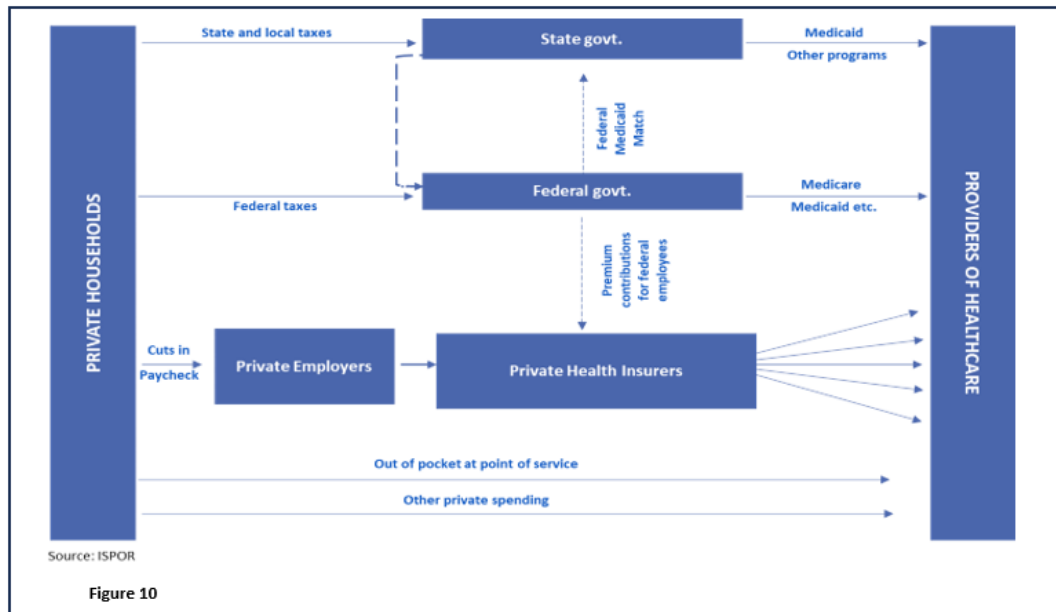 State and local taxes
State govt.
Medicaid
Other programs
Federal
Medicaid
Match
PRIVATE HOUSEHOLDS
PROVIDERS OF HEALTHCARE
Federal taxes
Federal govt.
Medicare
Medicaid etc.
Premium
contributions
for federal
employees
Cuts in
Paycheck
Private Employers
Private Health Insurers
Out of pocket at point of service
Other private spending
Source: ISPOR
Figure 10